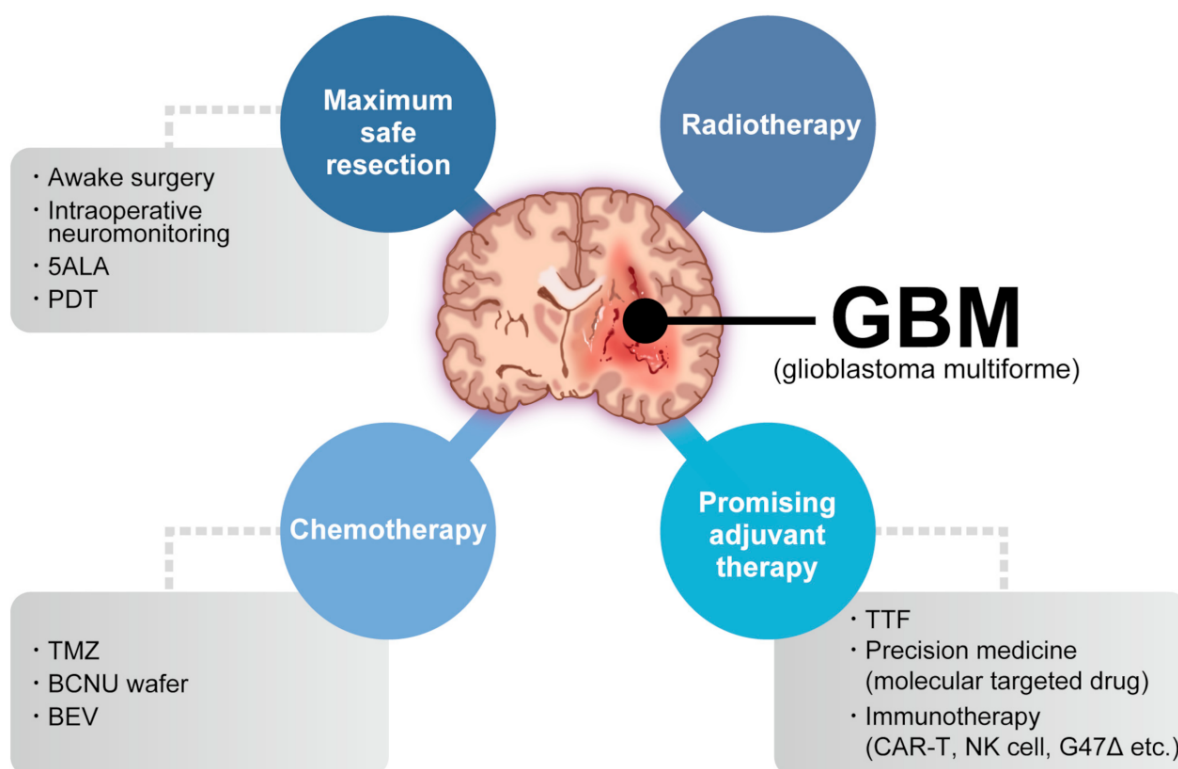 Maximum
safe
resection
Radiotherapy
・Awake surgery
・Intraoperative
neuromonitoring
・5ALA
・PDT
GBM
(glioblastoma multiforme)
Chemotherapy
Promising
adjuvant
therapy
・TMZ
・BCNU wafer
・BEV
・TTF
・Precision medicine
(molecular targeted drug)
・Immunotherapy
(CAR-T, NK cell, G47Δ etc.)